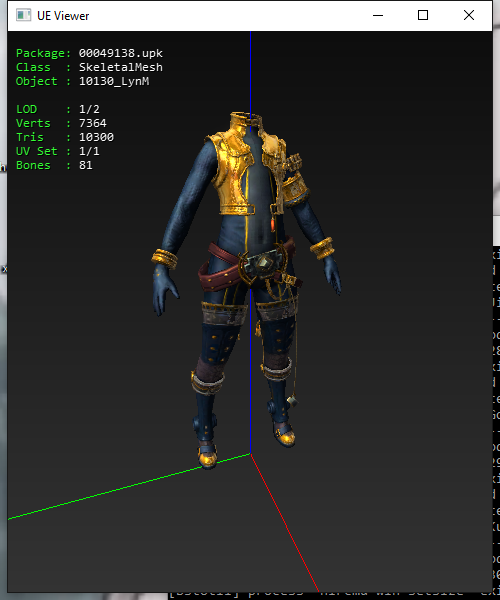 UE Viewer
Package: 00049138.upk
Class : SkeletalMesh
Object : 10130_LynM
LOD : 1/2
Verts : 7364
Tris : 10300
UV Set : 1/1
Bones : 81